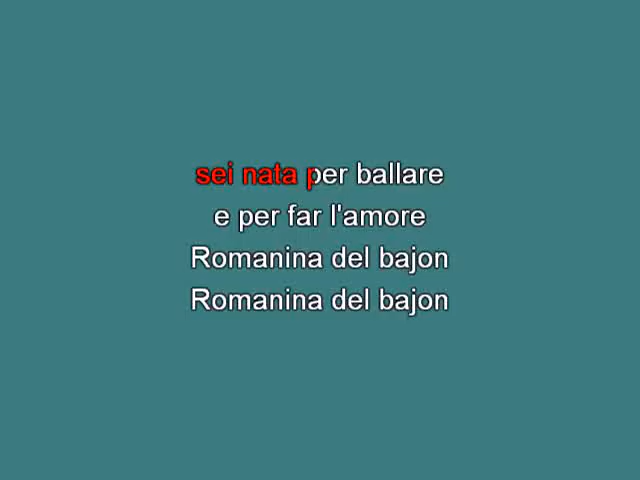 sei nata per ballare
e per far l'amore
Romanina del bajon
Romanina del bajon